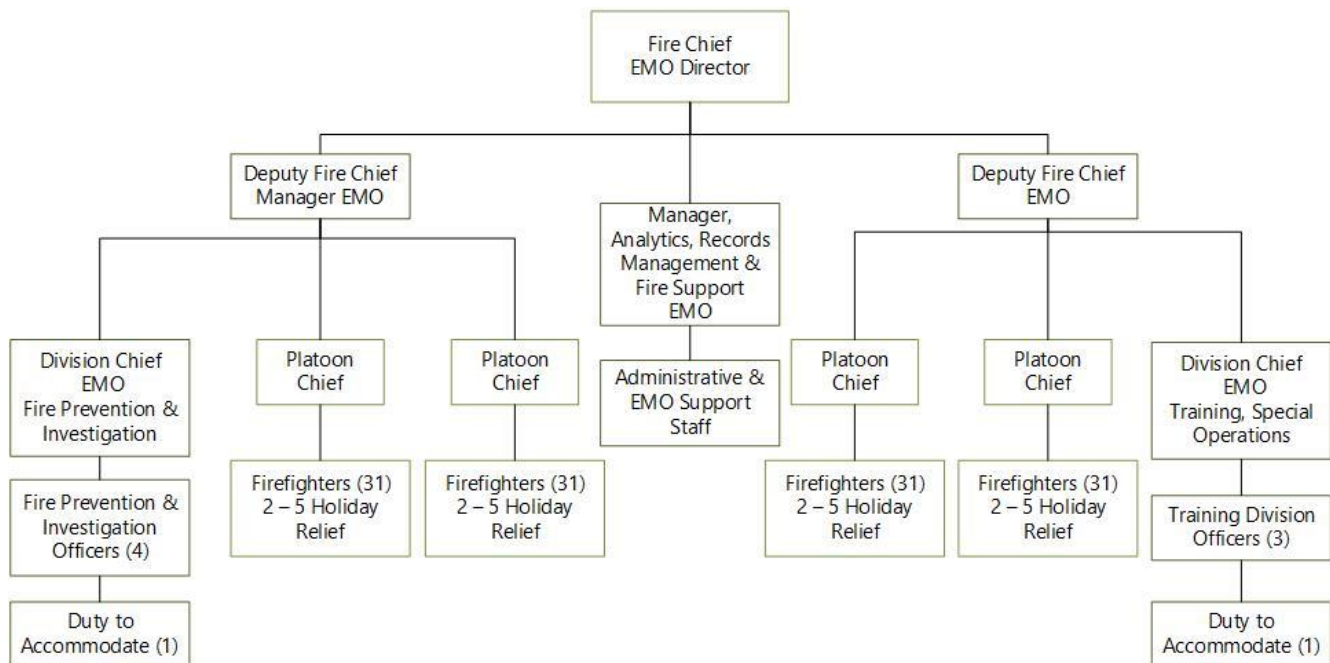 Fire Chief
EMO Director
Deputy Fire Chief
Manager EMO
Manager,
Analytics, Records
Management &
Fire Support
EMO
Deputy Fire Chief
EMO
Division Chief
EMO
Fire Prevention &
Investigation
Platoon
Chief
Platoon
Chief
Administrative &
EMO Support
Staff
Platoon
Chief
Platoon
Chief
Division Chief
EMO
Training, Special
Operations
Fire Prevention &
Investigation
Officers (4)
Firefighters (31)
2 – 5 Holiday
Relief
Firefighters (31)
2 – 5 Holiday
Relief
Firefighters (31)
2 – 5 Holiday
Relief
Firefighters (31)
2 – 5 Holiday
Relief
Training Division
Officers (3)
Duty to
Accommodate (1)
Duty to
Accommodate (1)